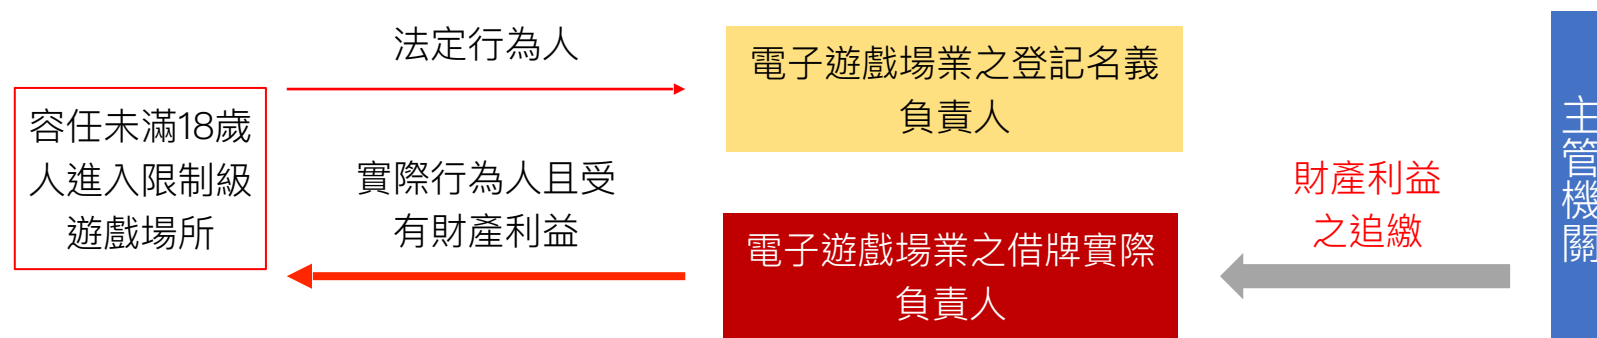 法定行為人
容任未滿18歲
人進入限制級
遊戲場所
實際行為人且受
有財產利益
電子遊戲場業之登記名義
負責人
電子遊戲場業之借牌實際
負責人
財產利益
之追繳
主管機關